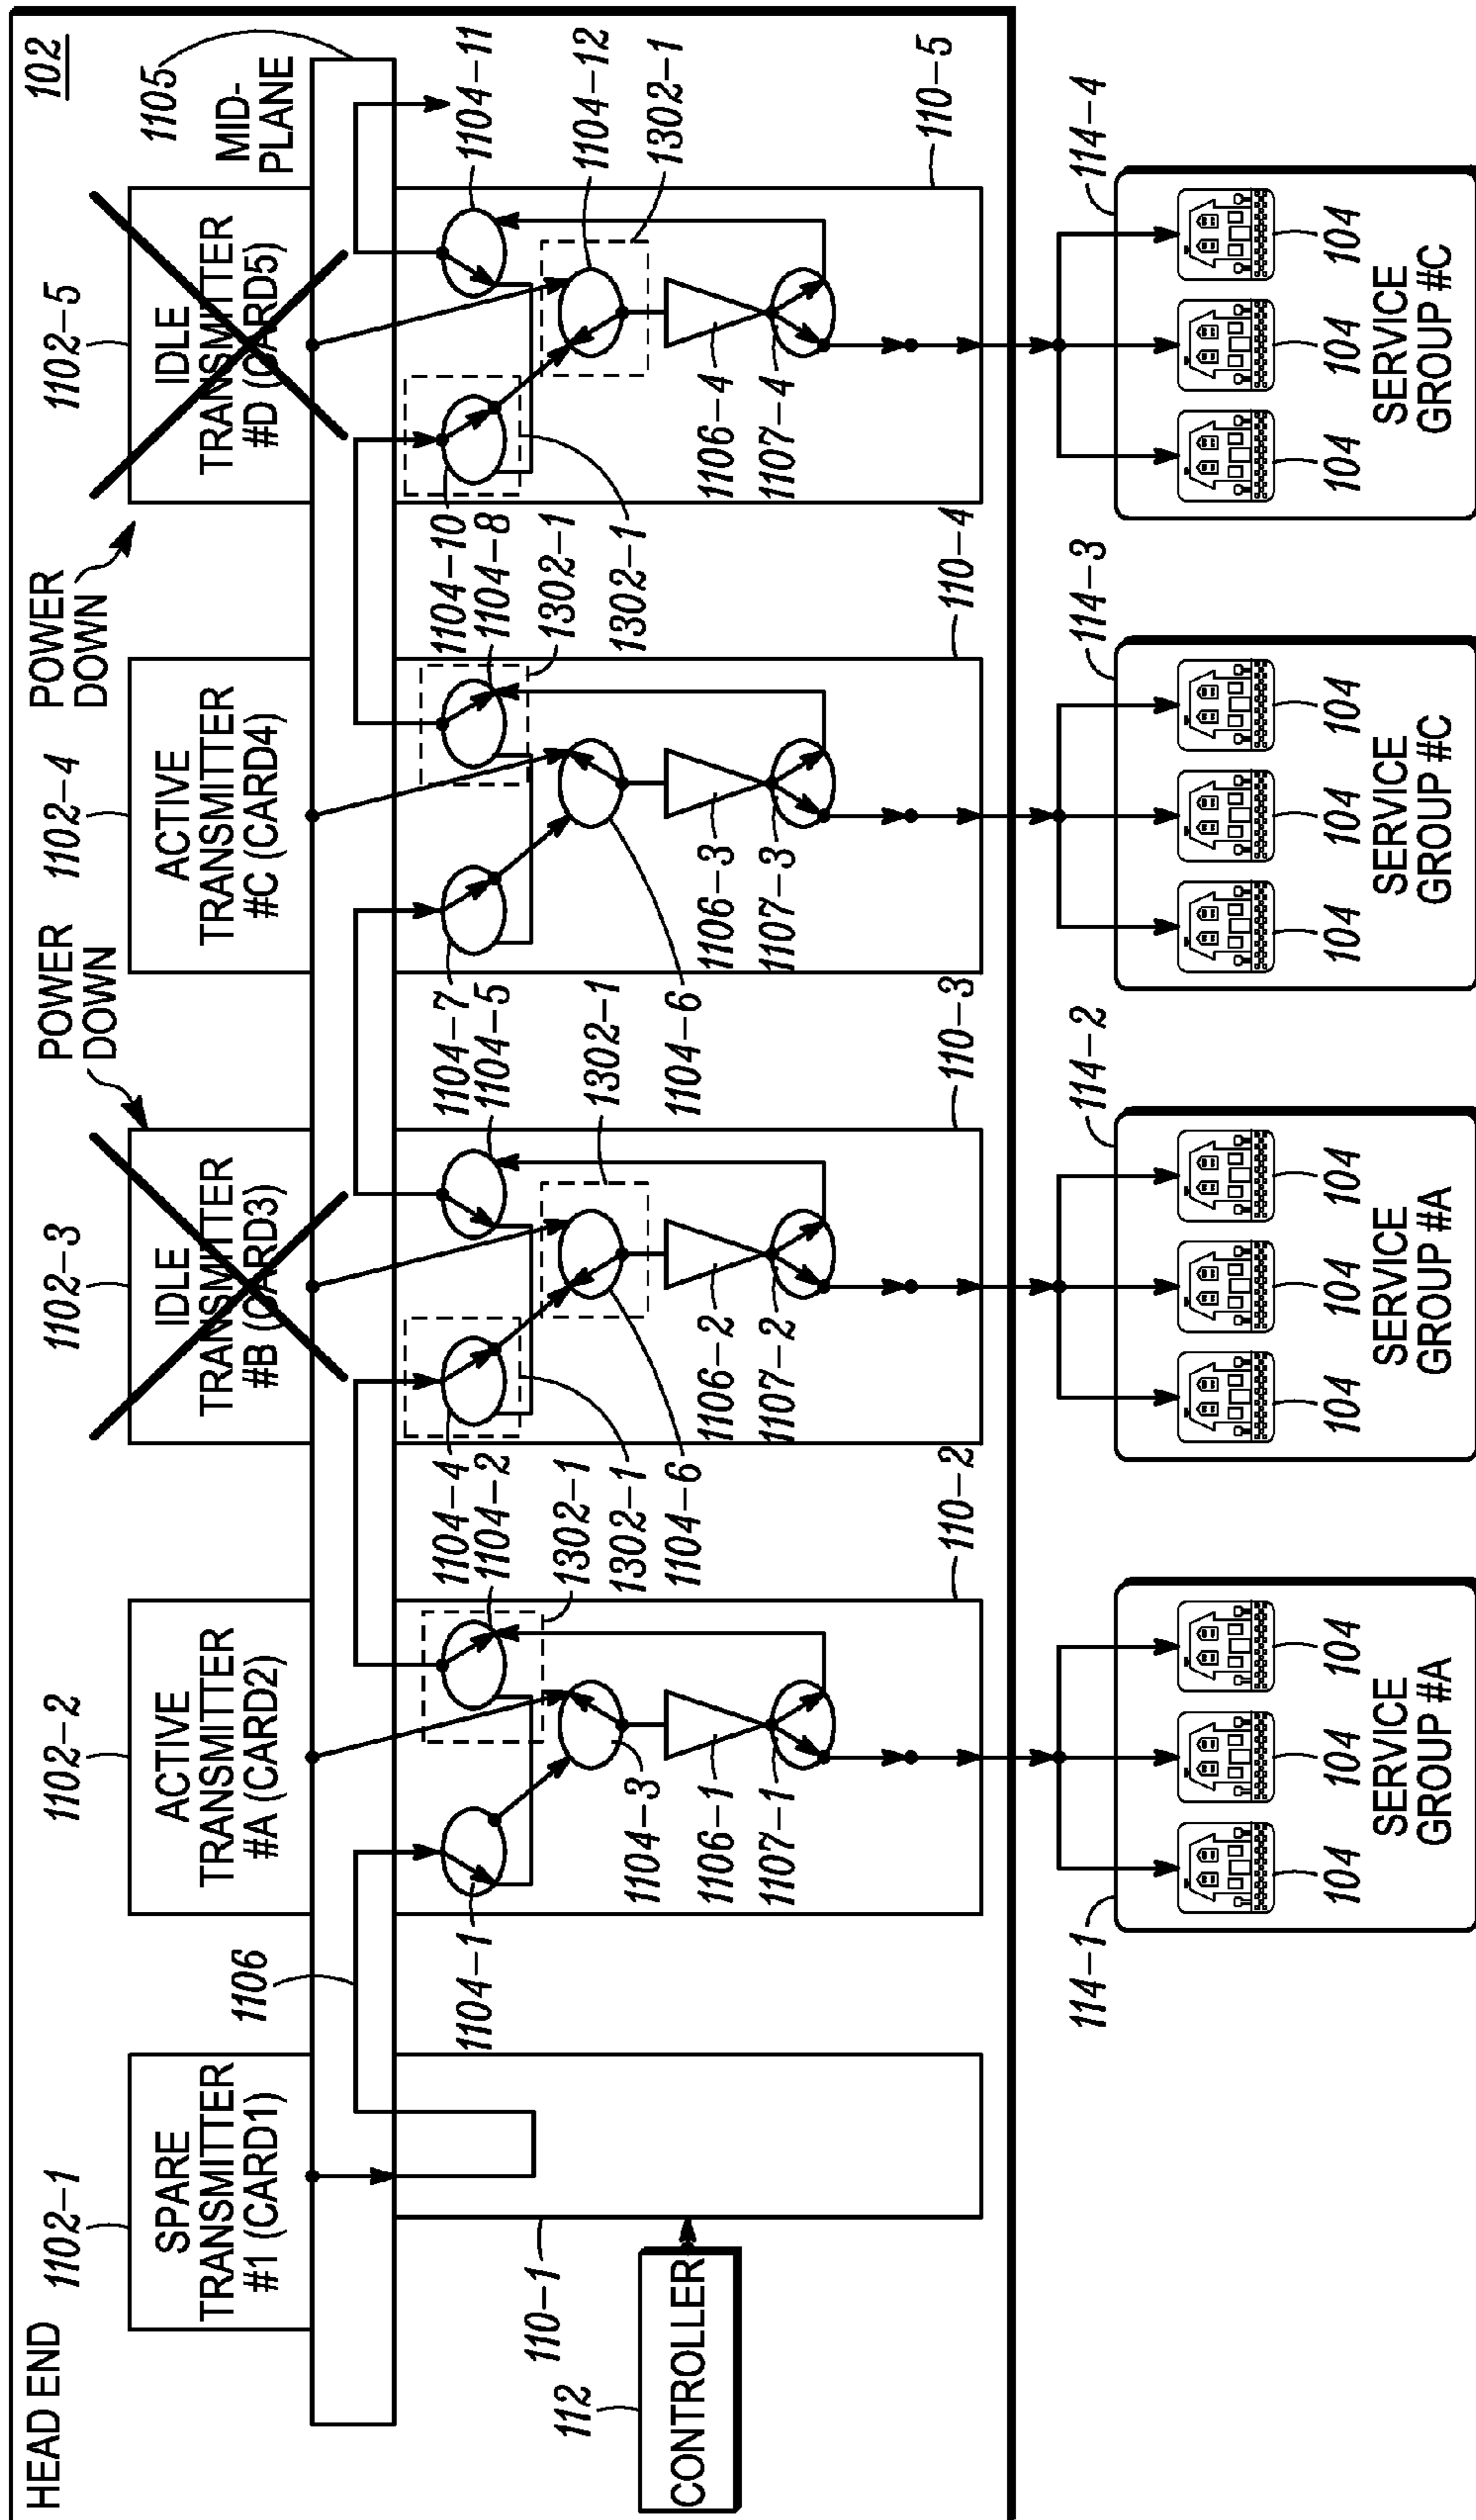 HEAD END
102
1102-1
SPARE
TRANSMITTER
#1 (CARD1)
1102-2
ACTIVE
TRANSMITTER
#A (CARD2)
1102-3
IDLE
TRANSMITTER
#B (CARD3)
POWER
DOWN
1102-4
ACTIVE
TRANSMITTER
#C (CARD4)
POWER
DOWN
1102-5
IDLE
TRANSMITTER
#D (CARD5)
1105
MID-
PLANE
1106
112
CONTROLLER
110-1
1104-1
1104-3
1106-1
1107-1
1104-4
1104-2
1302-1
1302-1
1104-6
110-2
1106-2
1107-2
1104-7
1104-5
1302-1
1104-6
110-3
1106-3
1107-3
1104-10
1104-8
1302-1
1302-1
110-4
1106-4
1107-4
1104-11
1104-12
1302-1
110-5
114-1
104
104
104
SERVICE
GROUP #A
114-2
104
104
104
SERVICE
GROUP #A
114-3
104
104
104
SERVICE
GROUP #C
114-4
104
104
104
SERVICE
GROUP #C